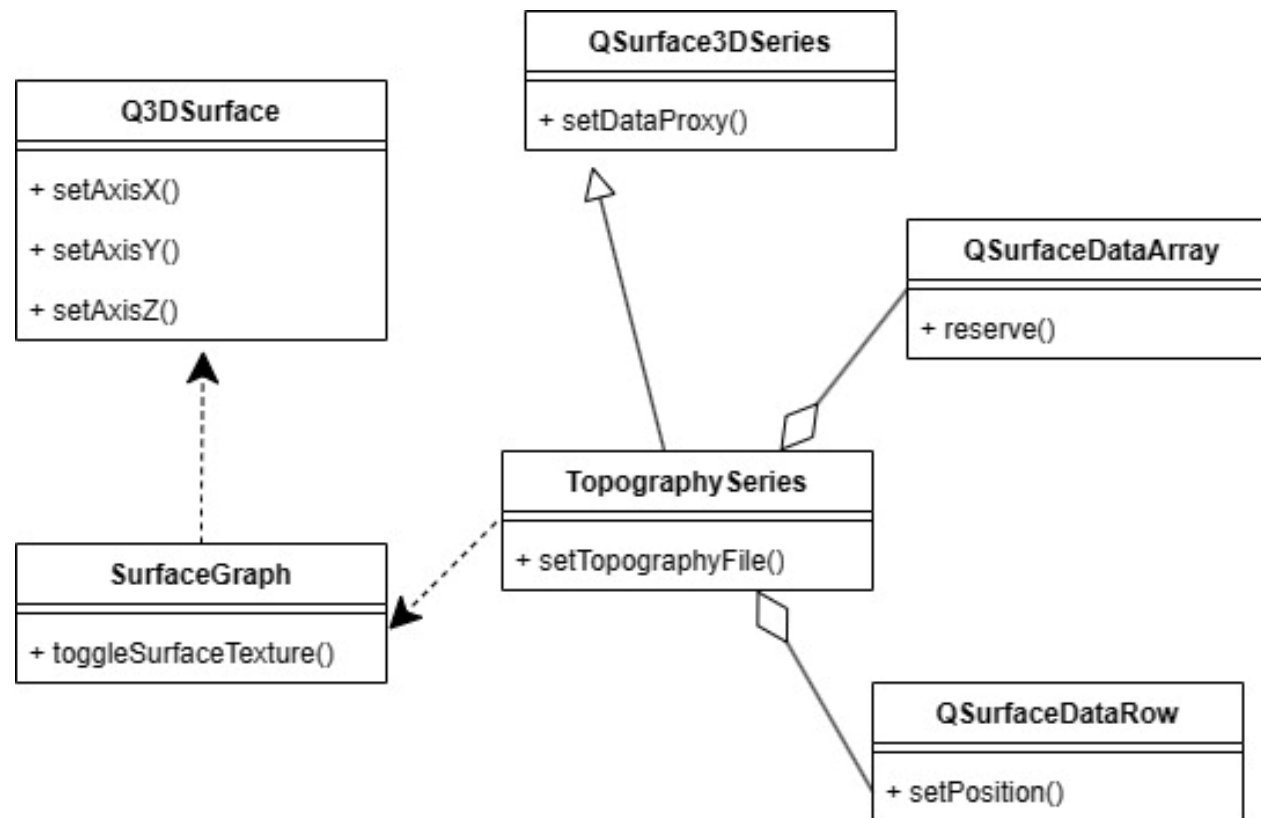 QSurface3DSeries
+ setDataProxy()
Q3DSurface
+ setAxisX()
+ setAxisY()
+ setAxisZ()
QSurfaceDataArray
+ reserve()
TopographySeries
+ setTopographyFile()
SurfaceGraph
+ toggleSurfaceTexture()
QSurfaceDataRow
+ setPosition()